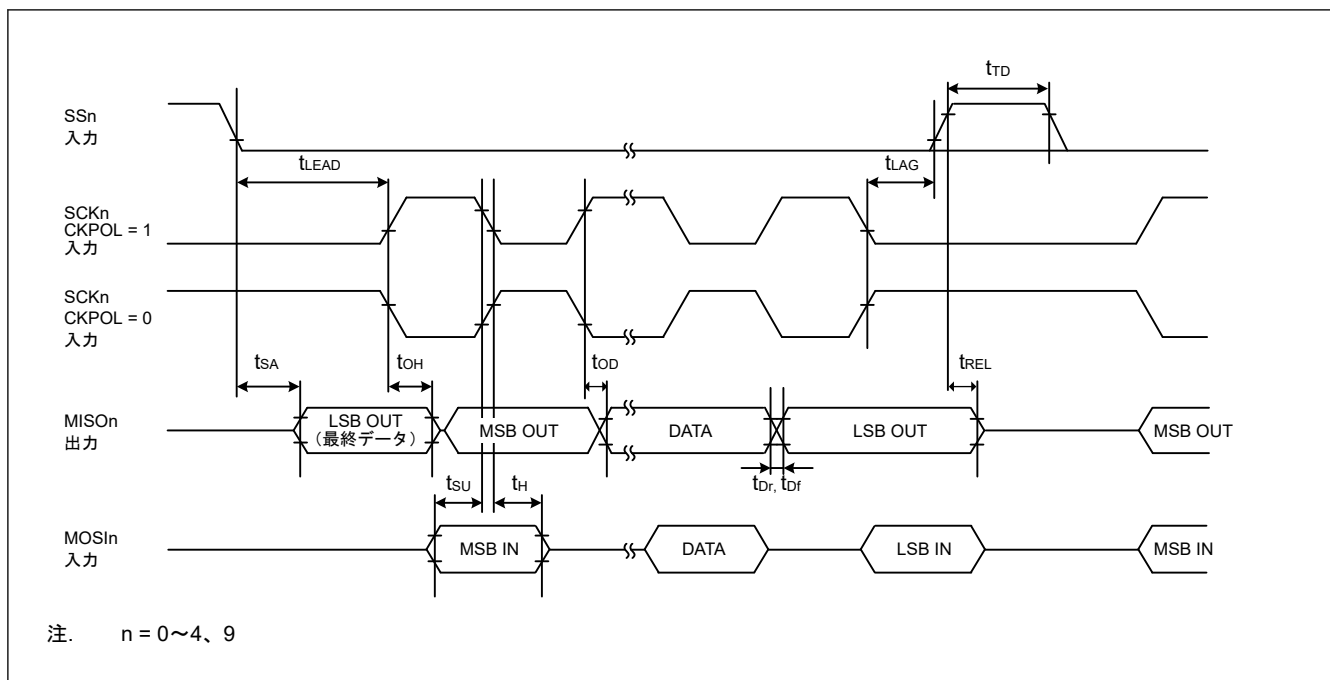 tTD
SSn
入力
tLEAD
tLAG
SCKn
CKPOL = 1
入力
SCKn
CKPOL = 0
入力
tSA
tOH
tOD
tREL
MISOn
出力
LSB OUT
(最終データ)
MSB OUT
DATA
LSB OUT
MSB OUT
tSU
tH
tDr, tDf
MOSIn
入力
MSB IN
DATA
LSB IN
MSB IN
注. n = 0～4、9